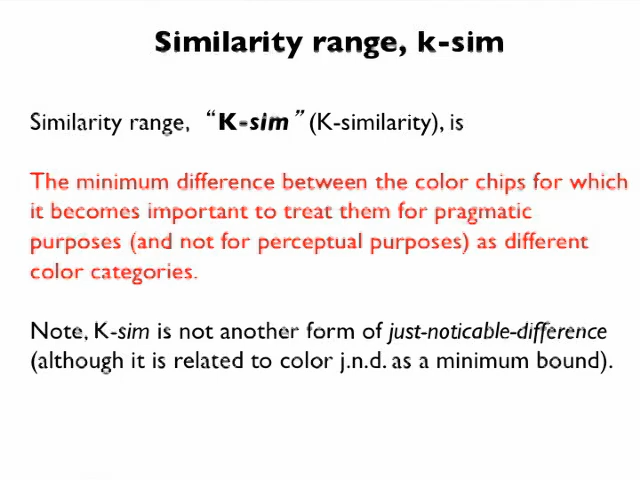 Similarity range, k-sim
Similarity range, “K-sim” (K-similarity), is
The minimum difference between the color chips for which
it becomes important to treat them for pragmatic
purposes (and not for perceptual purposes) as different
color categories.
Note, K-sim is not another form of just-noticable-difference
(although it is related to color j.n.d. as a minimum bound).